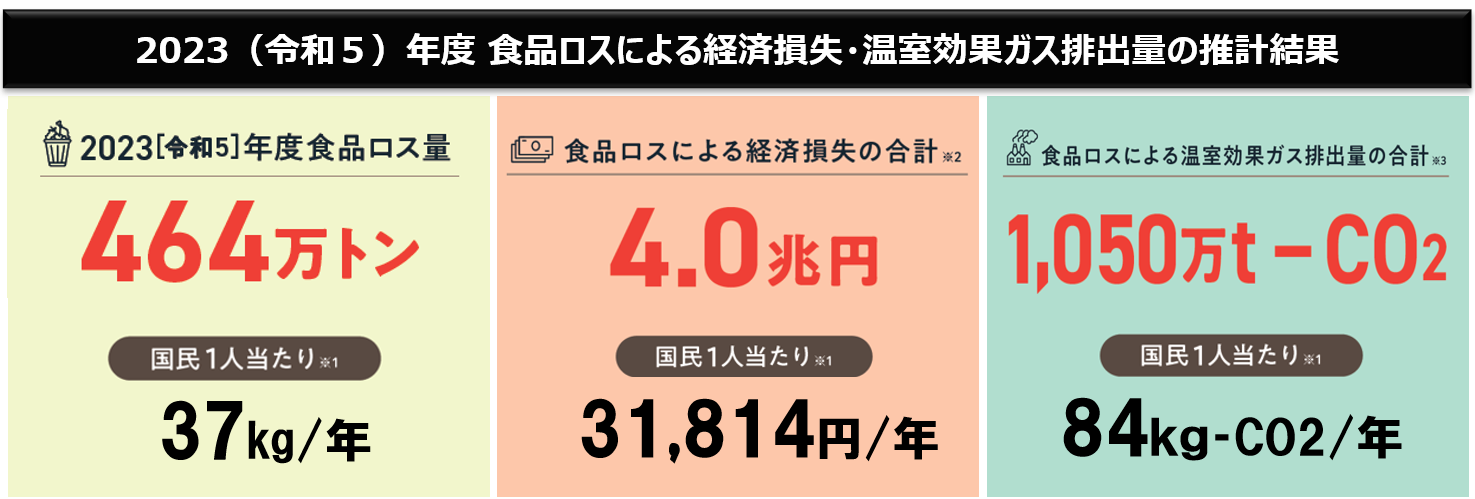 2023（令和５）年度 食品ロスによる経済損失・温室効果ガス排出量の推計結果
2023[令和5]年度食品ロス量
464万トン
国民1人当たり※1
37kg/年
食品ロスによる経済損失の合計※2
4.0兆円
国民1人当たり※1
31,814円/年
食品ロスによる温室効果ガス排出量の合計※3
1,050万t－CO2
国民1人当たり※1
84kg-CO2/年